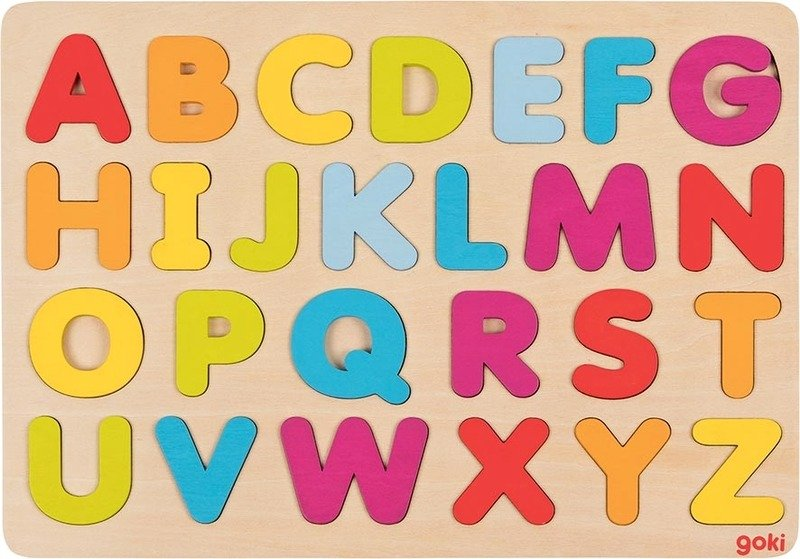 ABCDEFG
HIJKLMN
OPQRST
UVWXYZ
goki